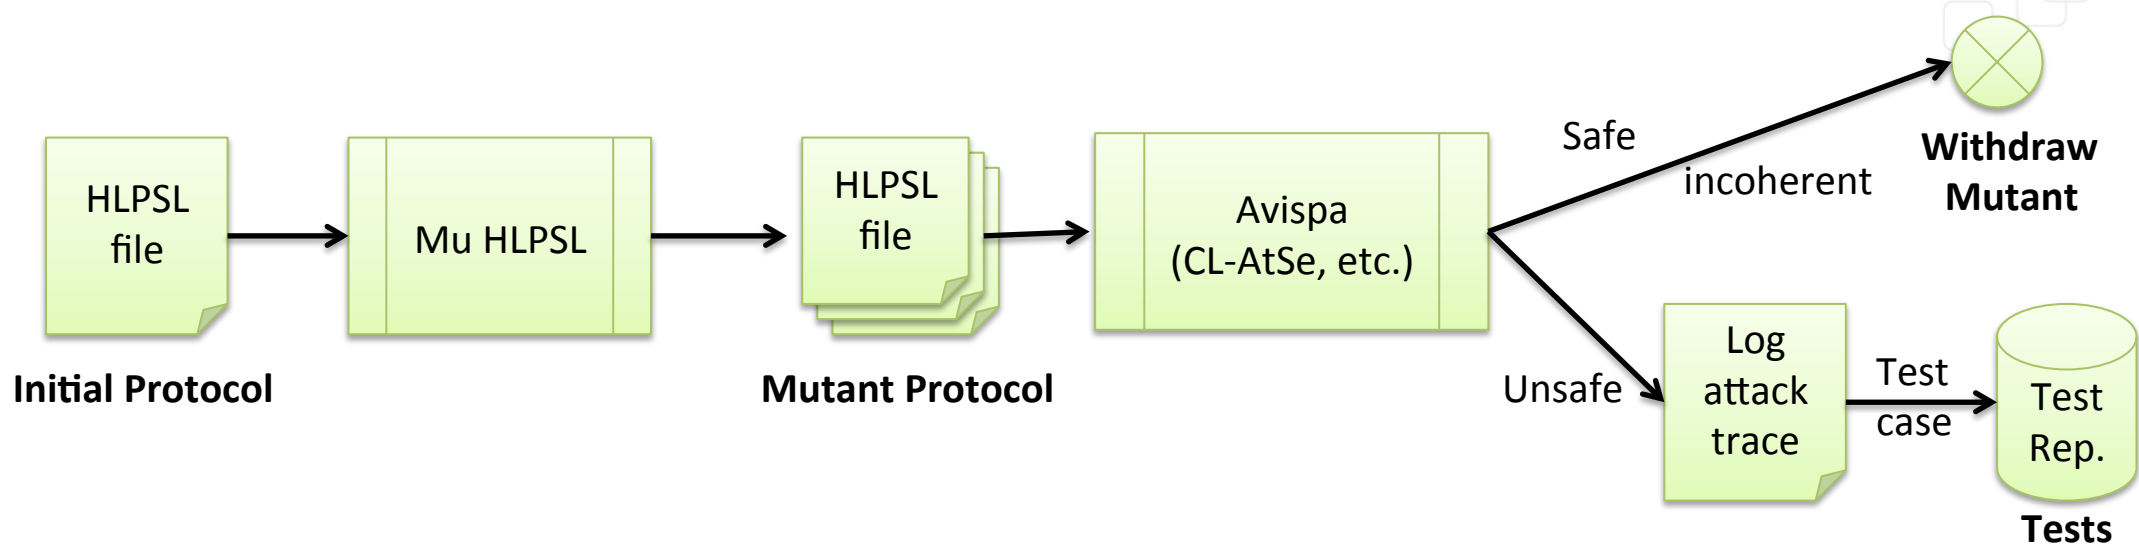 HLPSL
file
Initial Protocol
Mu HLPSL
HLPSL
file
Mutant Protocol
Avispa
(CL-AtSe, etc.)
Safe
incoherent
Withdraw
Mutant
Unsafe
Log
attack
trace
Test
case
Test
Rep.
Tests